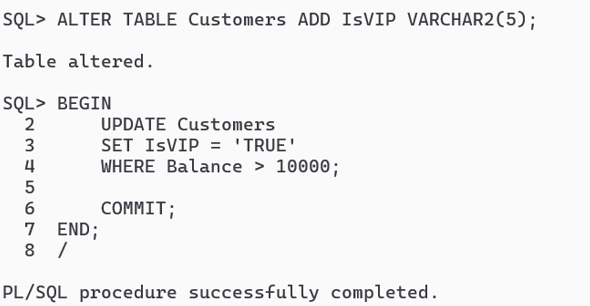 SQL> ALTER TABLE Customers ADD IsVIP VARCHAR2(5);
Table altered.
SQL> BEGIN
  2      UPDATE Customers
  3      SET IsVIP = 'TRUE'
  4      WHERE Balance > 10000;
  5
  6      COMMIT;
  7  END;
  8  /
PL/SQL procedure successfully completed.